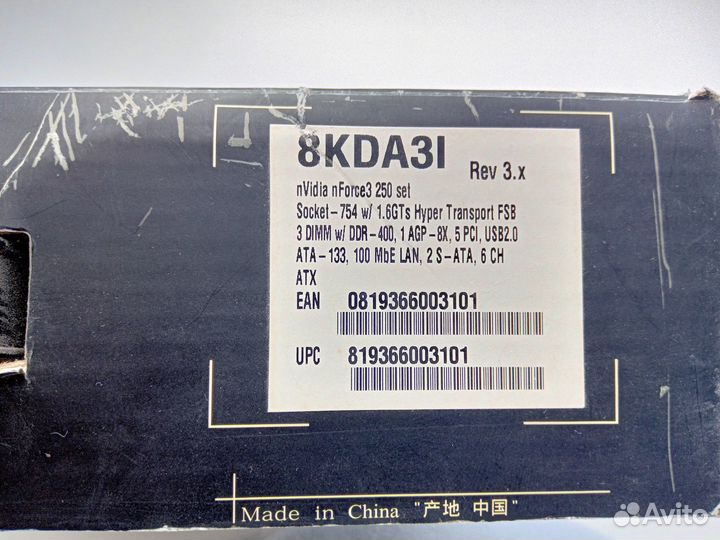 8KDA3I Rev 3.x
nVidia nForce3 250 set
Socket-754 w/ 1.6GTs Hyper Transport FSB
3 DIMM w/ DDR-400, 1 AGP-8X, 5 PCI, USB2.0
ATA-133, 100 MbE LAN, 2 S-ATA, 6 CH
ATX
EAN 0819366003101
UPC 819366003101
Made in China "产地 中国"
Avito